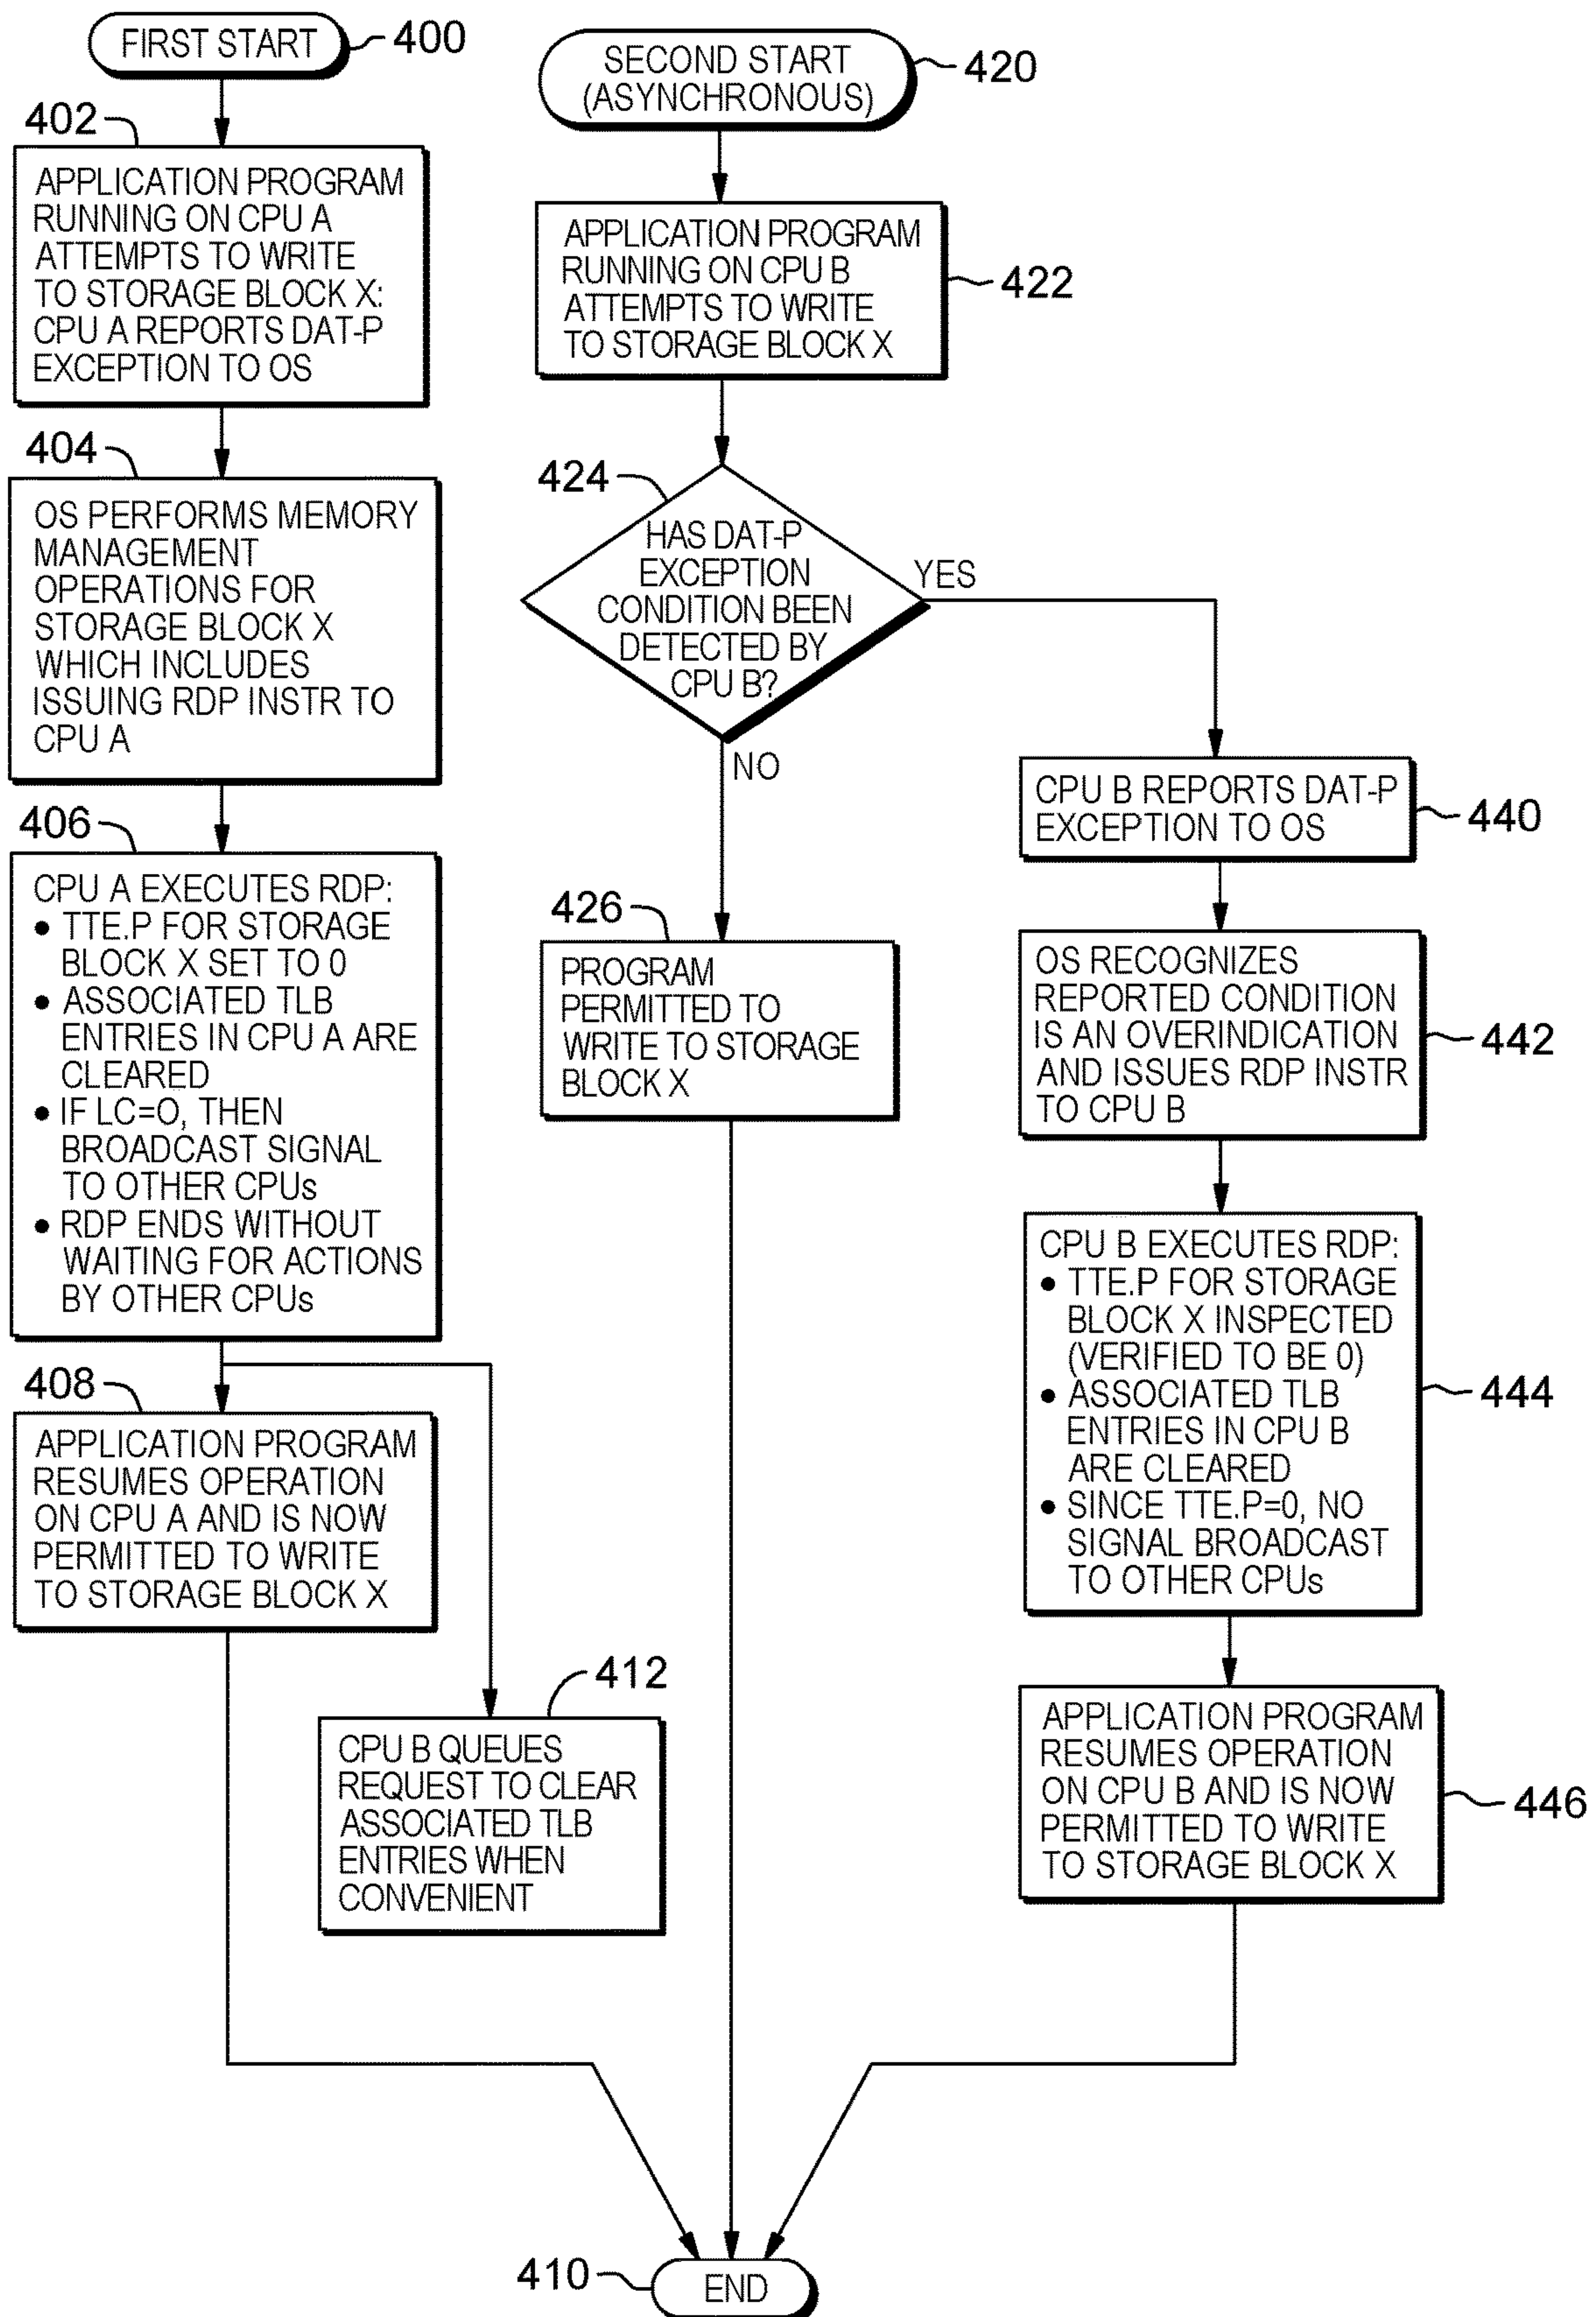 FIRST START
400
402
APPLICATION PROGRAM
RUNNING ON CPU A
ATTEMPTS TO WRITE
TO STORAGE BLOCK X:
CPU A REPORTS DAT-P
EXCEPTION TO OS
404
OS PERFORMS MEMORY
MANAGEMENT
OPERATIONS FOR
STORAGE BLOCK X
WHICH INCLUDES
ISSUING RDP INSTR TO
CPU A
406
CPU A EXECUTES RDP:
• TTE.P FOR STORAGE
BLOCK X SET TO 0
• ASSOCIATED TLB
ENTRIES IN CPU A ARE
CLEARED
• IF LC=O, THEN
BROADCAST SIGNAL
TO OTHER CPUs
• RDP ENDS WITHOUT
WAITING FOR ACTIONS
BY OTHER CPUs
408
APPLICATION PROGRAM
RESUMES OPERATION
ON CPU A AND IS NOW
PERMITTED TO WRITE
TO STORAGE BLOCK X
412
CPU B QUEUES
REQUEST TO CLEAR
ASSOCIATED TLB
ENTRIES WHEN
CONVENIENT
SECOND START
(ASYNCHRONOUS)
420
APPLICATION PROGRAM
RUNNING ON CPU B
ATTEMPTS TO WRITE
TO STORAGE BLOCK X
422
424
HAS DAT-P
EXCEPTION
CONDITION BEEN
DETECTED BY
CPU B?
YES
NO
426
PROGRAM
PERMITTED TO
WRITE TO STORAGE
BLOCK X
CPU B REPORTS DAT-P
EXCEPTION TO OS
440
OS RECOGNIZES
REPORTED CONDITION
IS AN OVERINDICATION
AND ISSUES RDP INSTR
TO CPU B
442
CPU B EXECUTES RDP:
• TTE.P FOR STORAGE
BLOCK X INSPECTED
(VERIFIED TO BE 0)
• ASSOCIATED TLB
ENTRIES IN CPU B
ARE CLEARED
• SINCE TTE.P=0, NO
SIGNAL BROADCAST
TO OTHER CPUs
444
APPLICATION PROGRAM
RESUMES OPERATION
ON CPU B AND IS NOW
PERMITTED TO WRITE
TO STORAGE BLOCK X
446
410
END